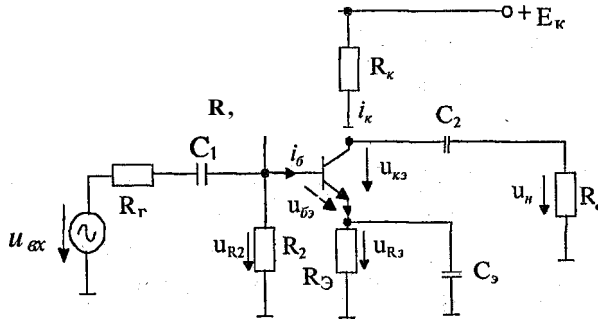 + Eк
Rк
R,
iк
C₂
C₁
iб
uкэ
Rг
uбэ
uн
R.
uвх
uR2
R₂
RЭ
uRэ
Cэ